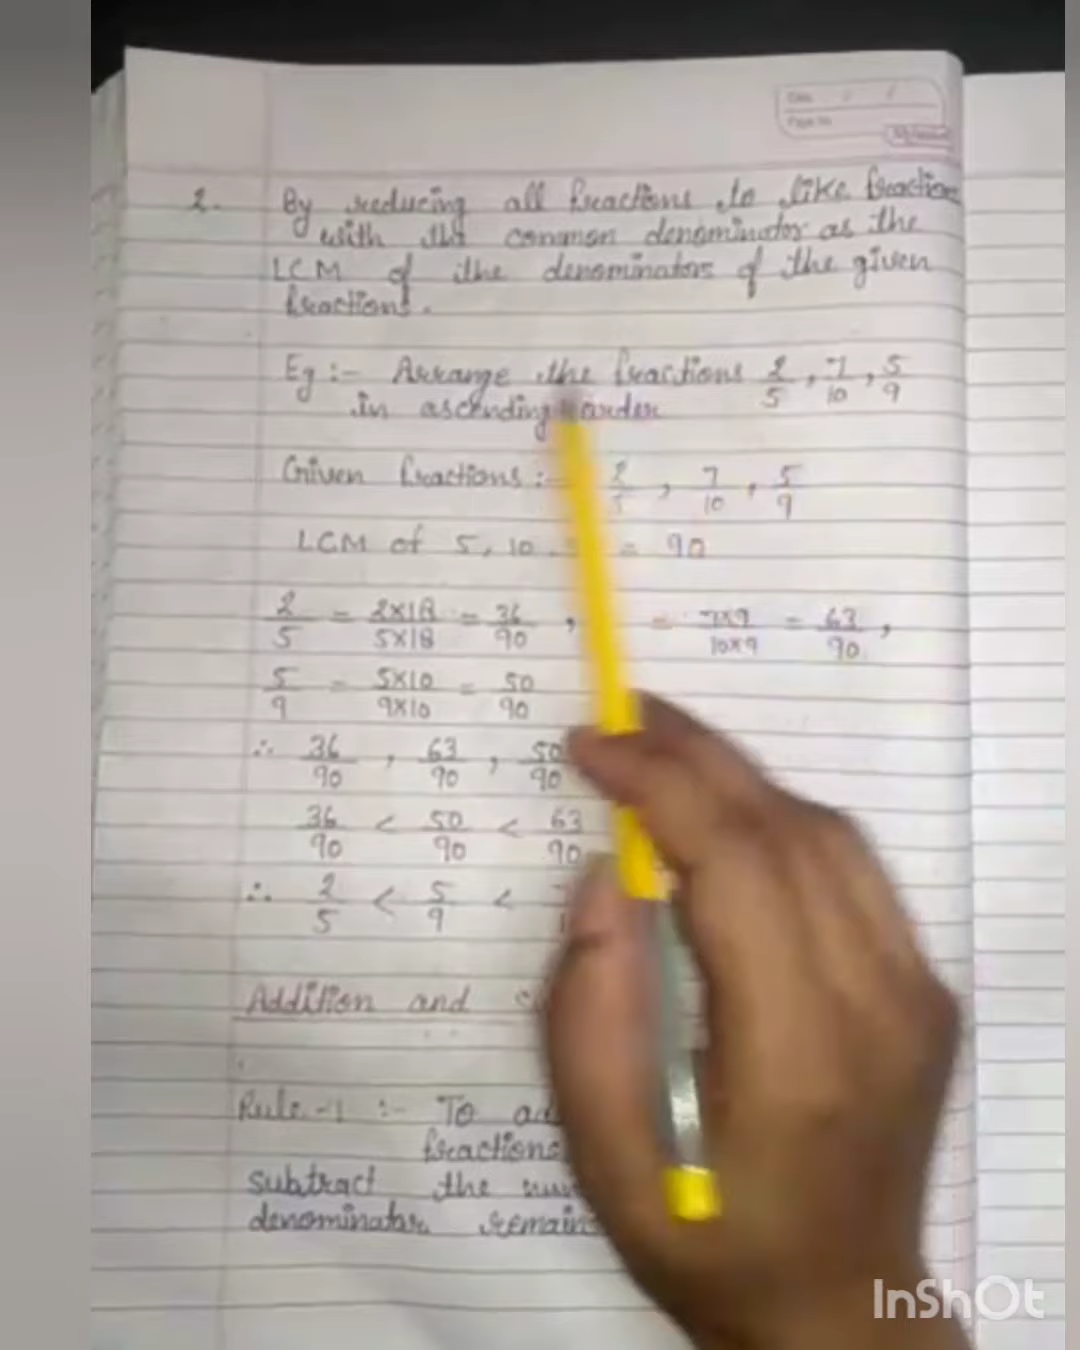 2. By reducing all fractions to like fraction
with the common denominator as the
LCM of the denominators of the given
fractions.
Eg :- Arrange the fractions 2/5, 7/10, 5/9
in ascending order
Given fractions :- 2/5, 7/10, 5/9
LCM of 5, 10 = 90
2/5 = 2×18/5×18 = 36/90, = 7×9/10×9 = 63/90,
5/9 = 5×10/9×10 = 50/90
∴ 36/90, 63/90, 50/90
36/90 < 50/90 < 63/90
∴ 2/5 < 5/9 <
Addition and
Rule-1 :- To
fractions
subtract the
denominator
InShOt